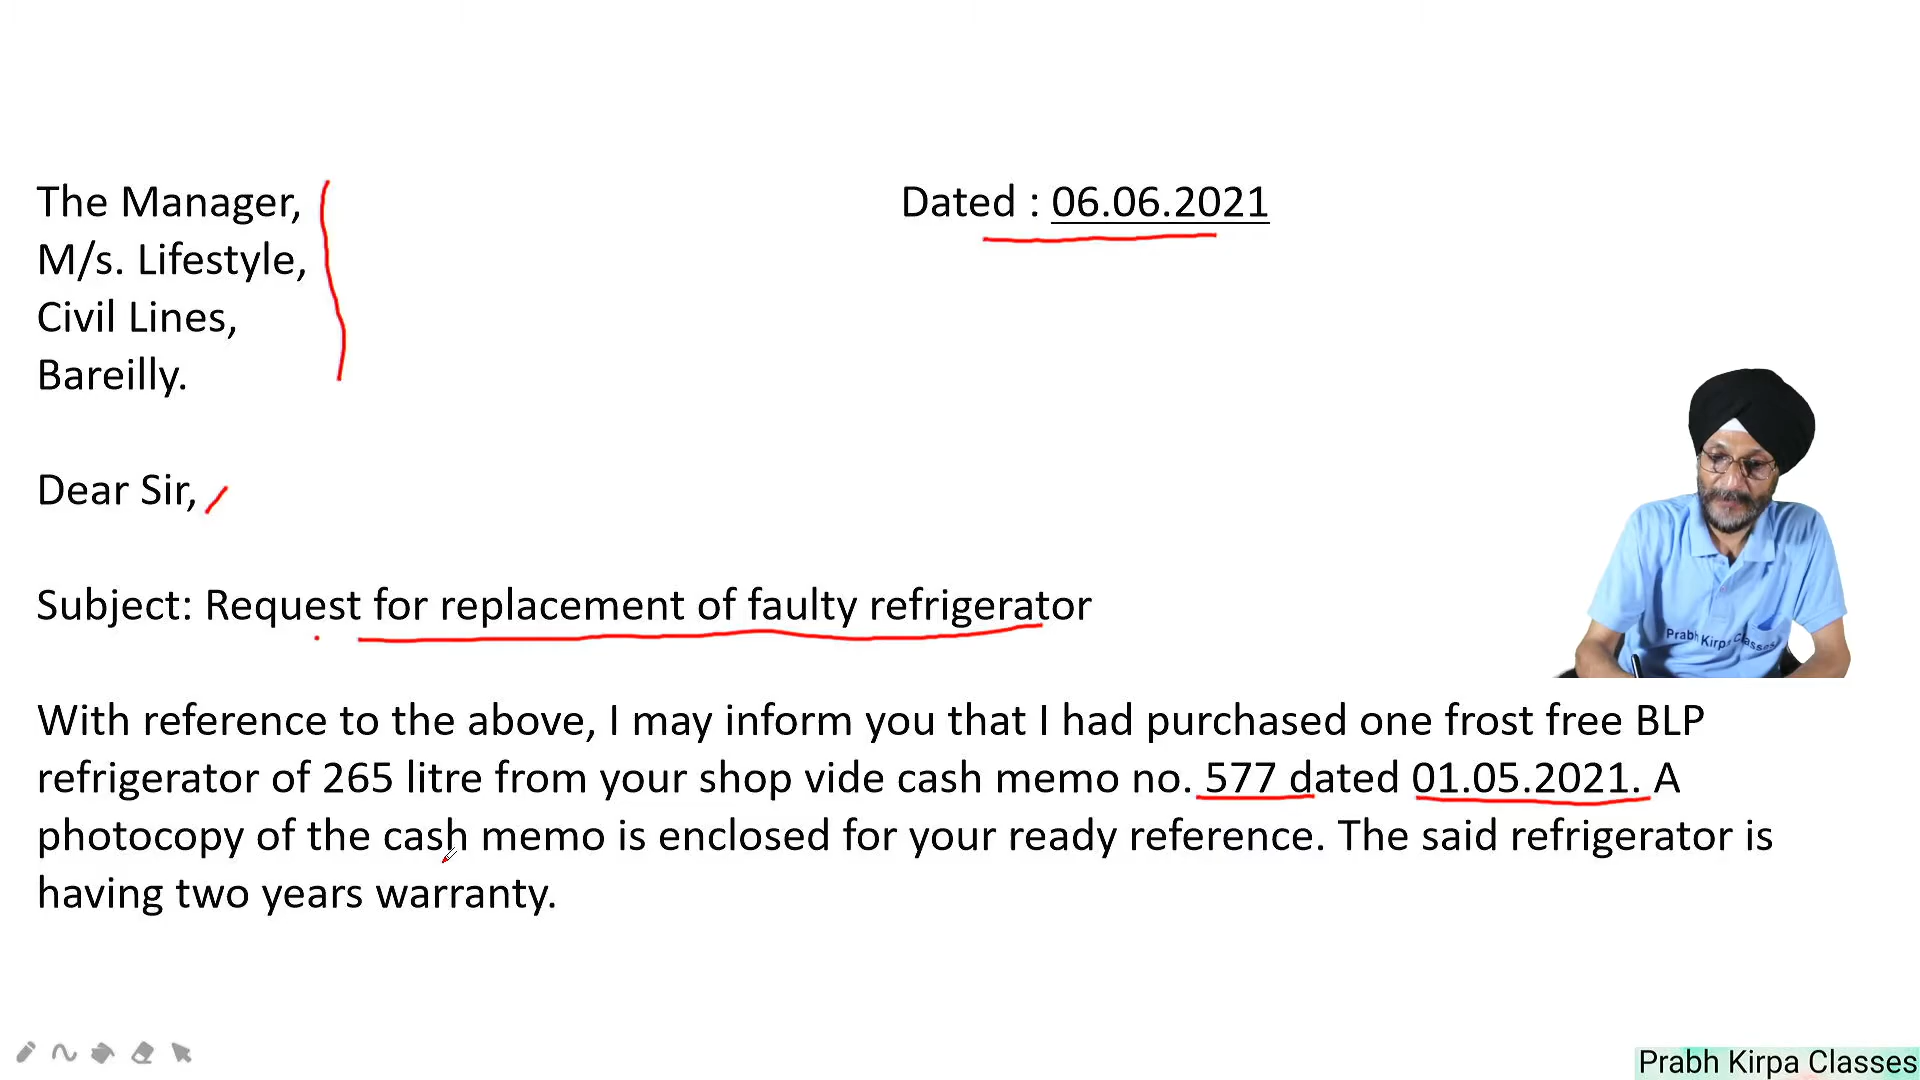 The Manager,
Dated : 06.06.2021
M/s. Lifestyle,
Civil Lines,
Bareilly.
Dear Sir,
Subject: Request for replacement of faulty refrigerator
With reference to the above, I may inform you that I had purchased one frost free BLP
refrigerator of 265 litre from your shop vide cash memo no. 577 dated 01.05.2021. A
photocopy of the cash memo is enclosed for your ready reference. The said refrigerator is
having two years warranty.
Prabh Kirpa Classes
Prabh Kirpa Classes